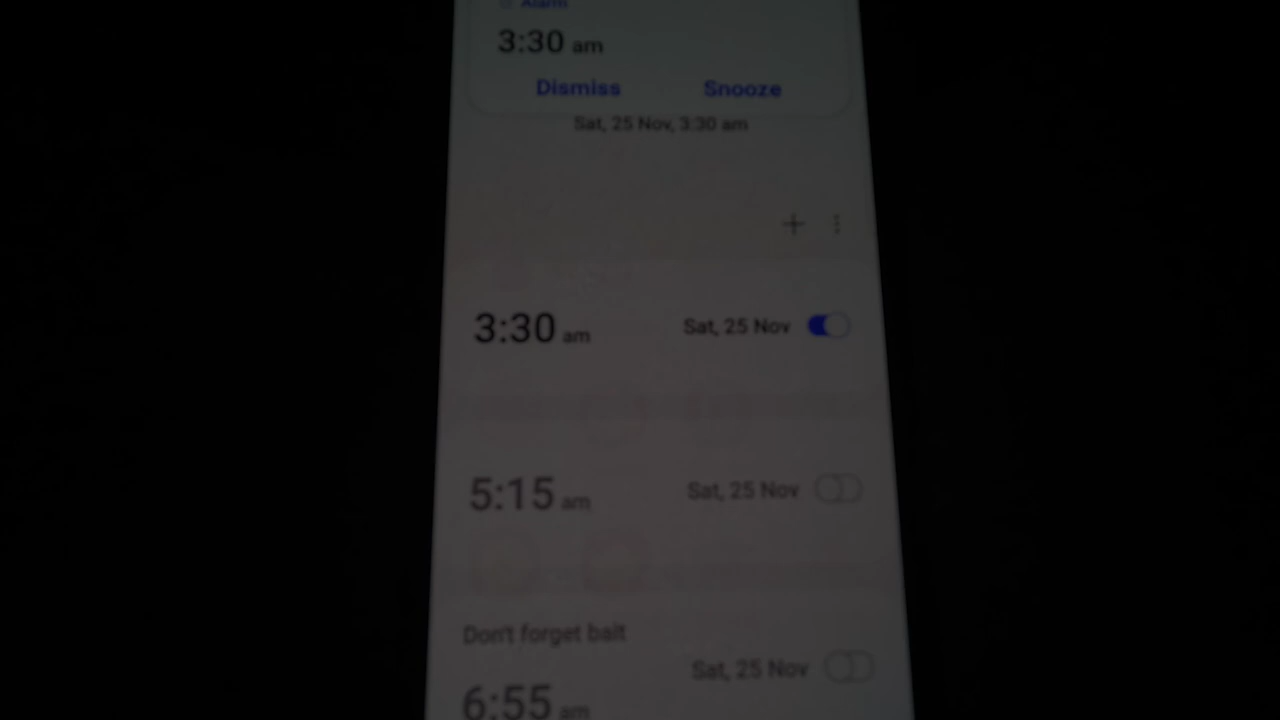 Alarm
3:30 am
Dismiss Snooze
Sat, 25 Nov, 3:30 am
3:30 am Sat, 25 Nov
5:15 am Sat, 25 Nov
Don't forget bait
Sat, 25 Nov
6:55 am